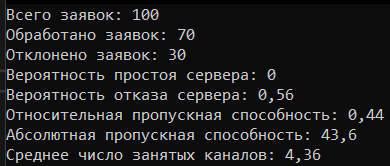 Всего заявок: 100
Обработано заявок: 70
Отклонено заявок: 30
Вероятность простоя сервера: 0
Вероятность отказа сервера: 0,56
Относительная пропускная способность: 0,44
Абсолютная пропускная способность: 43,6
Среднее число занятых каналов: 4,36